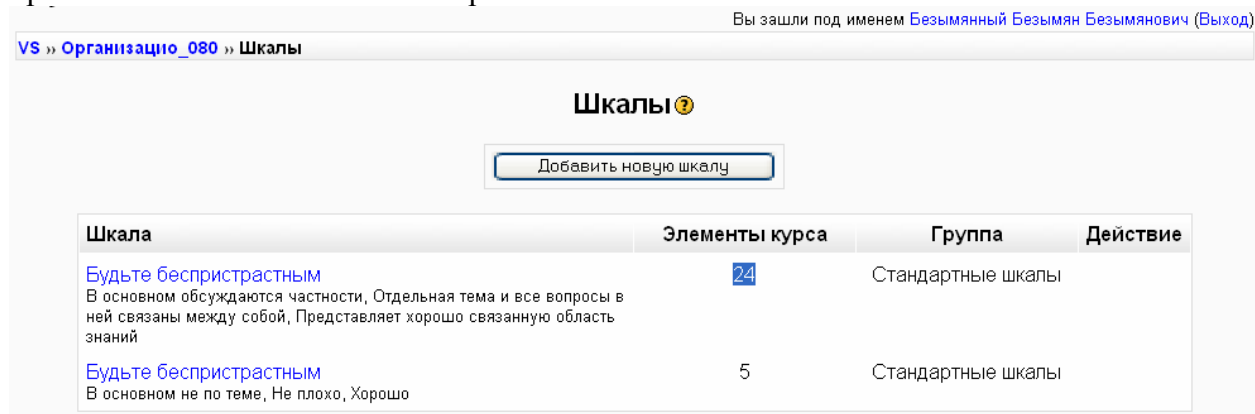 Вы зашли под именем Безымянный Безымян Безымянович (Выход)
VS » Организацио_080 » Шкалы
Шкалы
Добавить новую шкалу
Шкала Элементы курса Группа Действие
Будьте беспристрастным 24 Стандартные шкалы
В основном обсуждаются частности, Отдельная тема и все вопросы в
ней связаны между собой, Представляет хорошо связанную область
знаний
Будьте беспристрастным 5 Стандартные шкалы
В основном не по теме, Не плохо, Хорошо